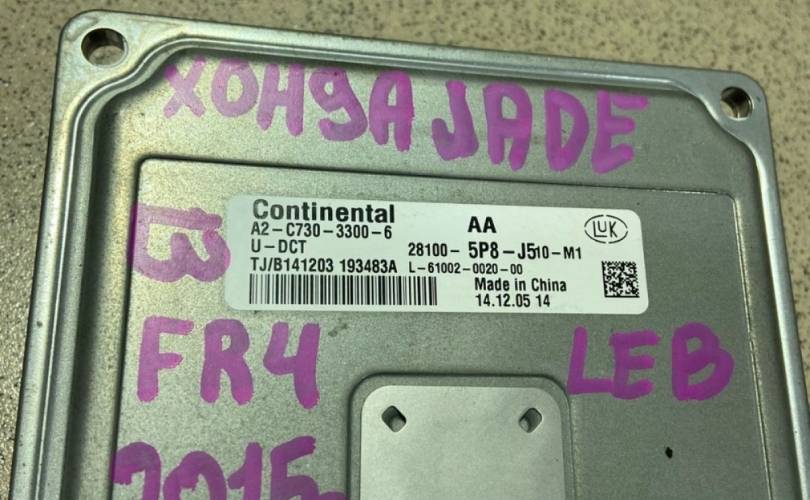 ХОНДА JADE
Continental
A2-C730-3300-6
AA
LUK
U-DCT
28100-5P8-J510-M1
TJ/B141203 193483A
L-61002-0020-00
Made in China
14.12.05 14
FR4
LEB
2015